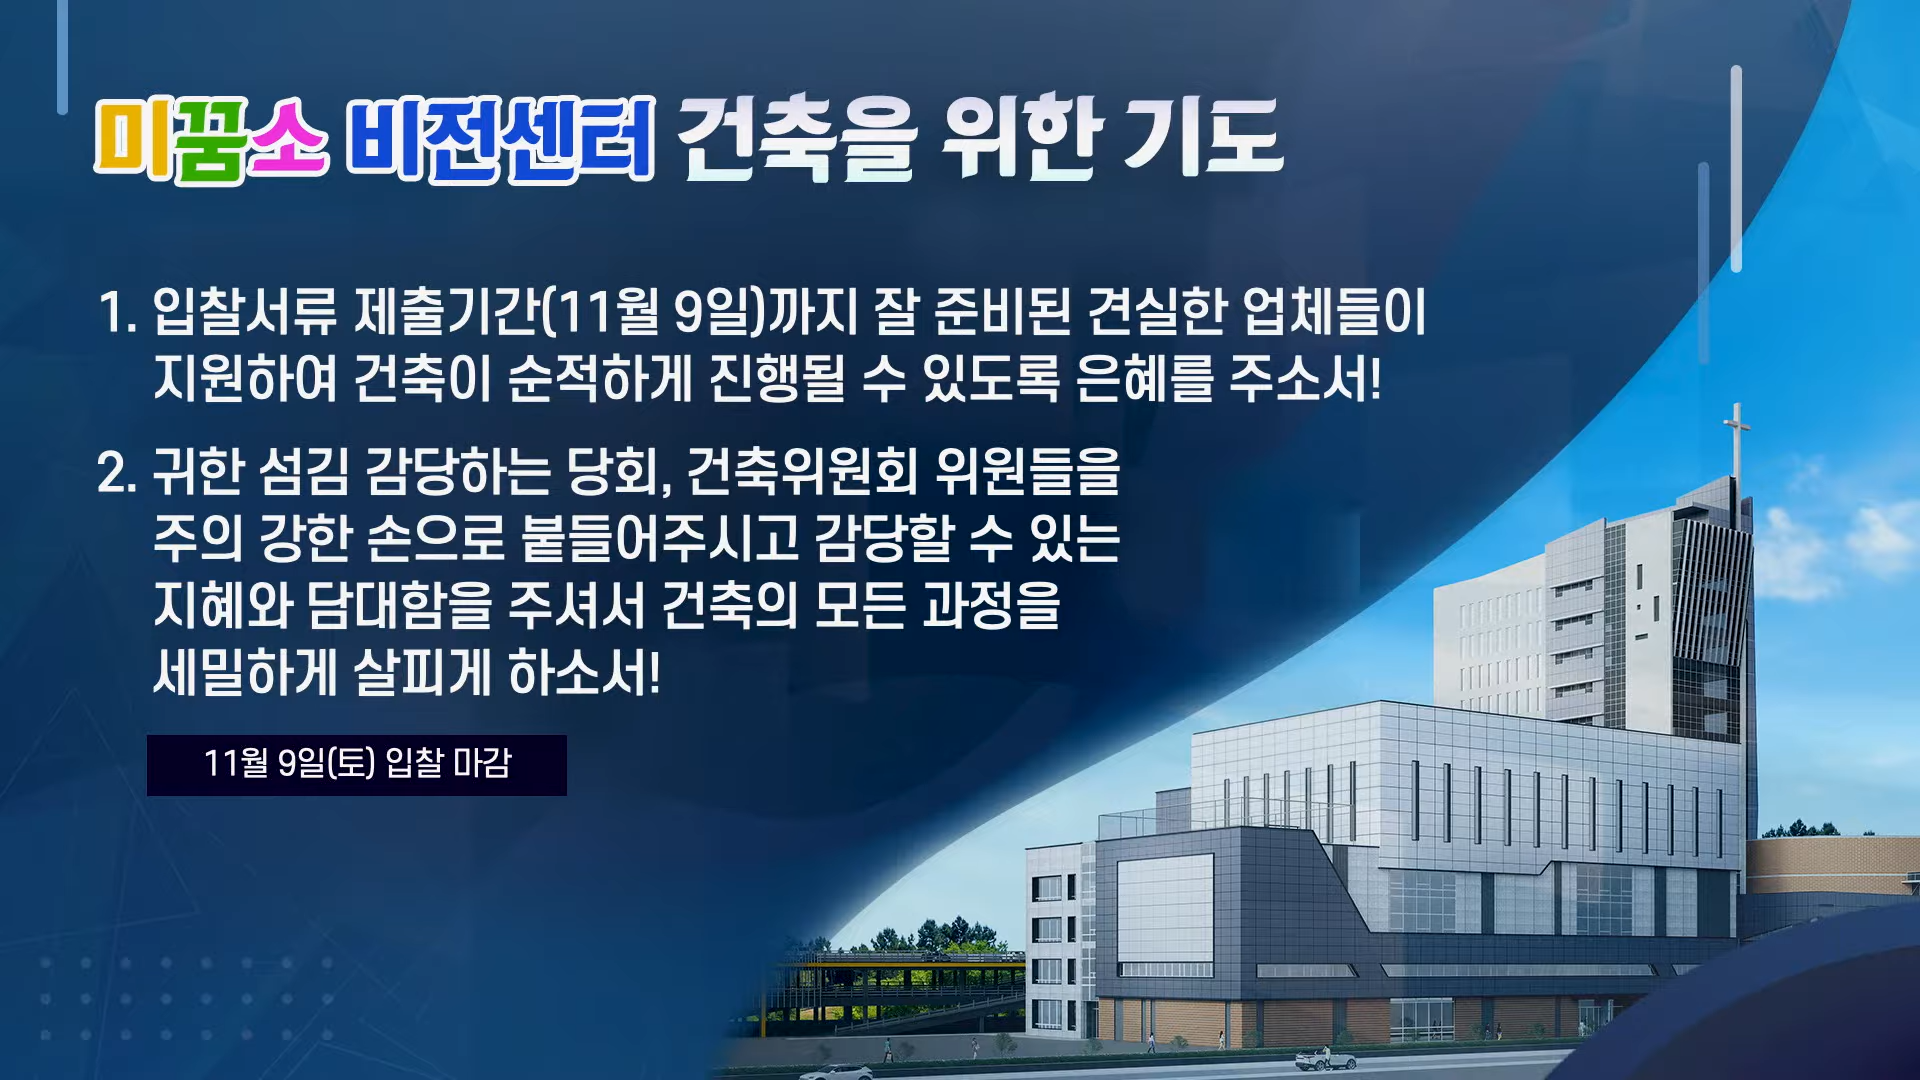 미꿈소 비전센터 건축을 위한 기도
1. 입찰서류 제출기간(11월 9일)까지 잘 준비된 견실한 업체들이
지원하여 건축이 순적하게 진행될 수 있도록 은혜를 주소서!
2. 귀한 섬김 감당하는 당회, 건축위원회 위원들을
주의 강한 손으로 붙들어주시고 감당할 수 있는
지혜와 담대함을 주셔서 건축의 모든 과정을
세밀하게 살피게 하소서!
11월 9일(토) 입찰 마감